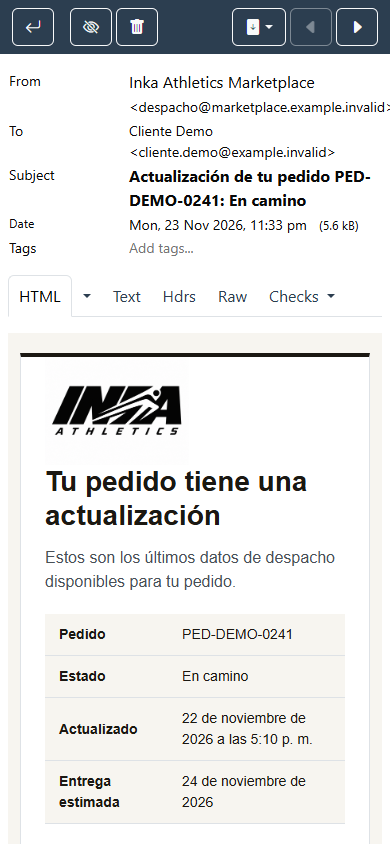 From Inka Athletics Marketplace
<despacho@marketplace.example.invalid>
To Cliente Demo
<cliente.demo@example.invalid>
Subject Actualización de tu pedido PED-
DEMO-0241: En camino
Date Mon, 23 Nov 2026, 11:33 pm (5.6 kB)
Tags Add tags...
HTML Text Hdrs Raw Checks
INKA
ATHLETICS
Tu pedido tiene una
actualización
Estos son los últimos datos de despacho
disponibles para tu pedido.
Pedido PED-DEMO-0241
Estado En camino
Actualizado 22 de noviembre de
2026 a las 5:10 p. m.
Entrega 24 de noviembre de
estimada 2026